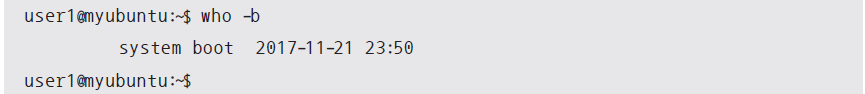 user1@myubuntu:~$ who -b
system boot  2017-11-21 23:50
user1@myubuntu:~$